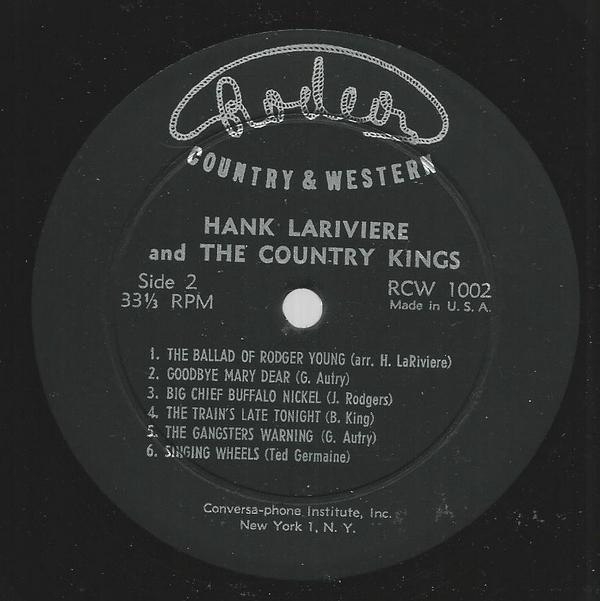 Rodeo
COUNTRY & WESTERN
HANK LARIVIERE
and THE COUNTRY KINGS
Side 2
33⅓ RPM
RCW 1002
Made in U. S. A.
1. THE BALLAD OF RODGER YOUNG (arr. H. LaRiviere)
2. GOODBYE MARY DEAR (G. Autry)
3. BIG CHIEF BUFFALO NICKEL (J. Rodgers)
4. THE TRAIN'S LATE TONIGHT (B. King)
5. THE GANGSTERS WARNING (G. Autry)
6. SINGING WHEELS (Ted Germaine)
Conversa-phone Institute, Inc.
New York 1, N. Y.